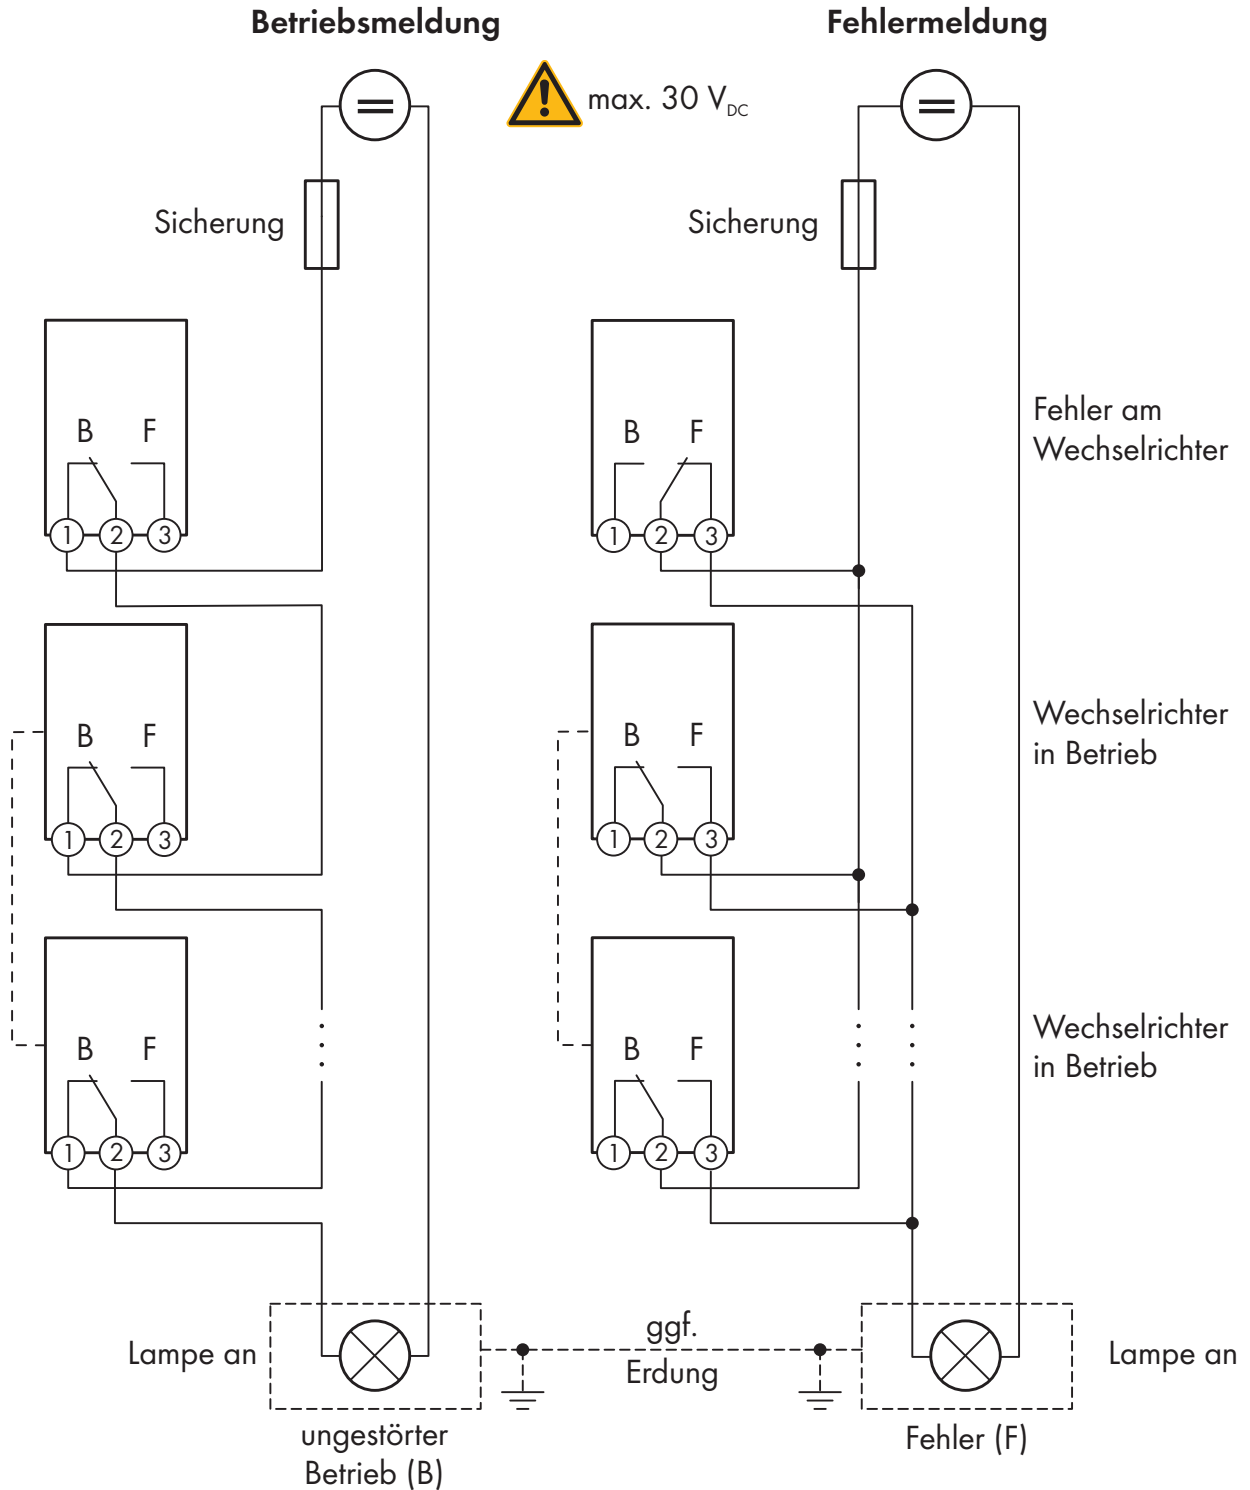 Betriebsmeldung
Fehlermeldung
max. 30 VDC
Sicherung
Sicherung
B F
1 2 3
B F
1 2 3
Fehler am
Wechselrichter
B F
1 2 3
B F
1 2 3
Wechselrichter
in Betrieb
B F
1 2 3
B F
1 2 3
Wechselrichter
in Betrieb
Lampe an
ggf.
Erdung
Lampe an
ungestörter
Betrieb (B)
Fehler (F)